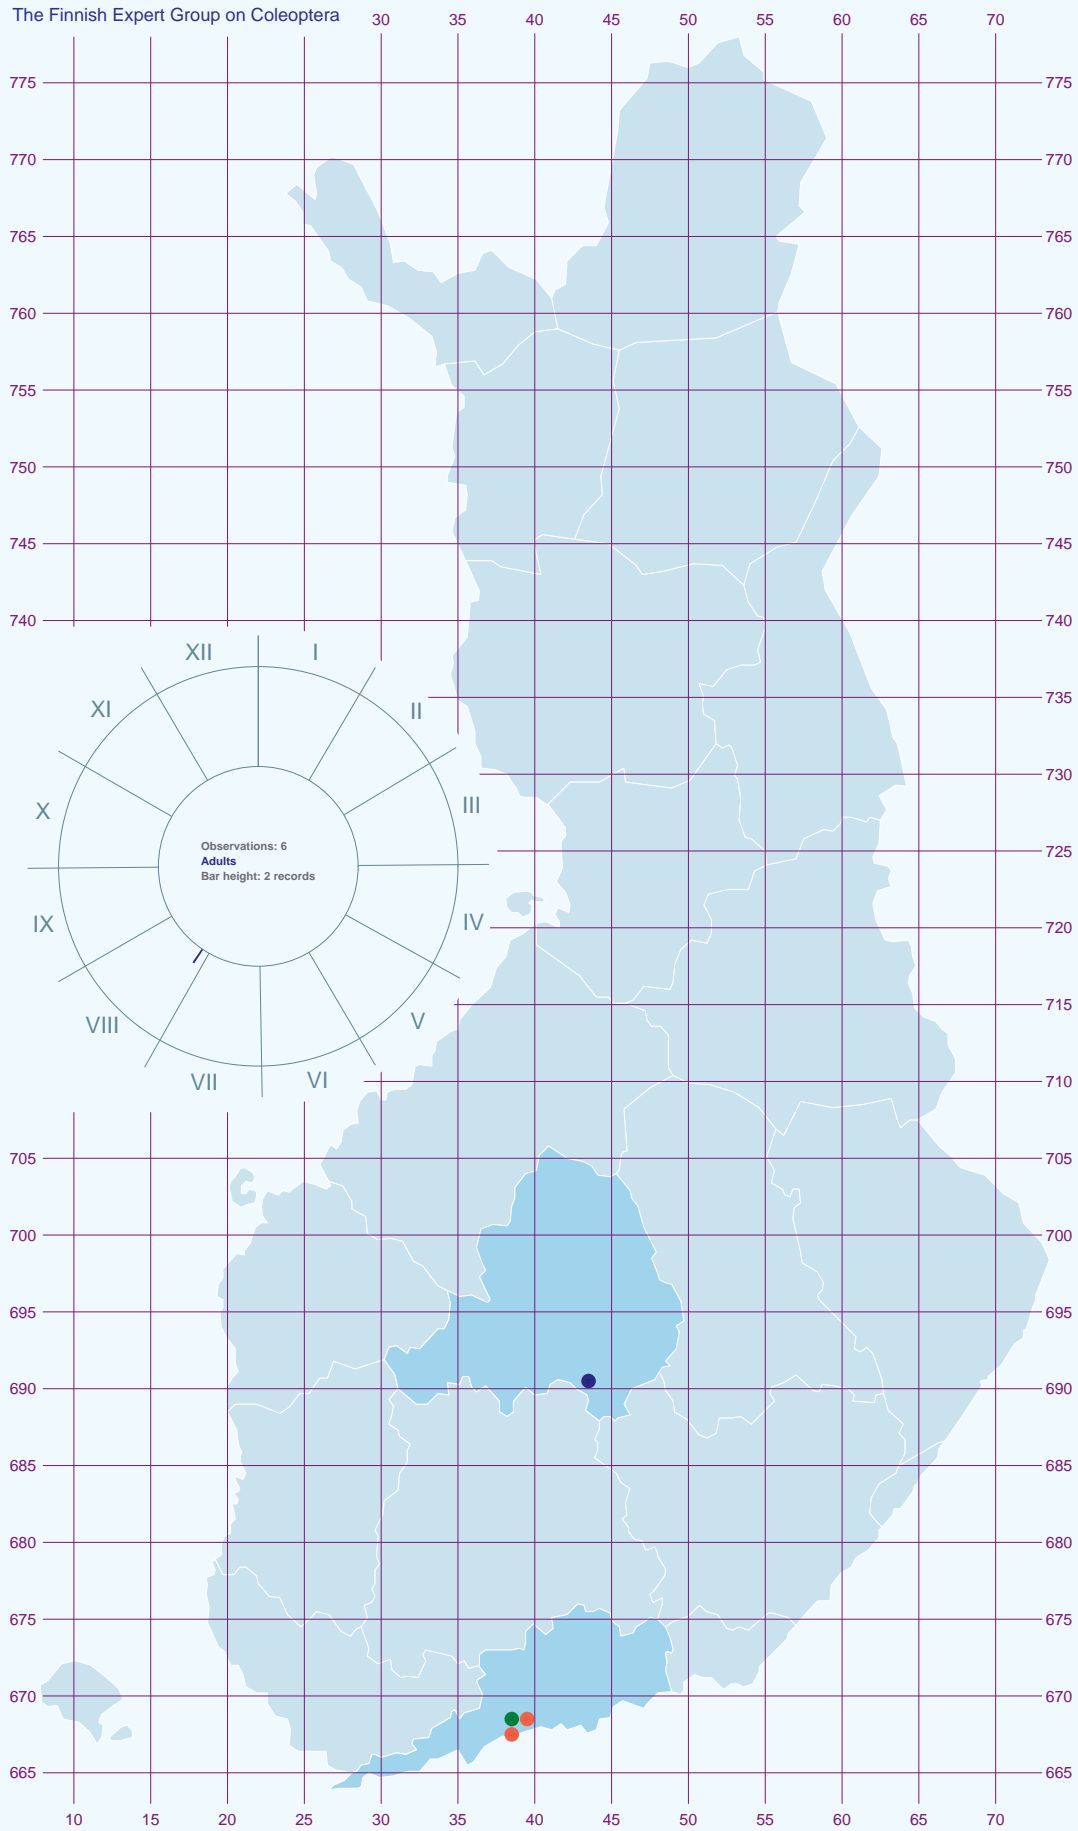 The Finnish Expert Group on Coleoptera
30 35 40 45 50 55 60 65 70
775 775
770 770
765 765
760 760
755 755
750 750
745 745
740 740
735
730
725
720
715
710
705 705
700 700
695 695
690 690
685 685
680 680
675 675
670 670
665 665
XII I
XI II
X III
IX IV
VIII V
VII VI
Observations: 6
Adults
Bar height: 2 records
10 15 20 25 30 35 40 45 50 55 60 65 70